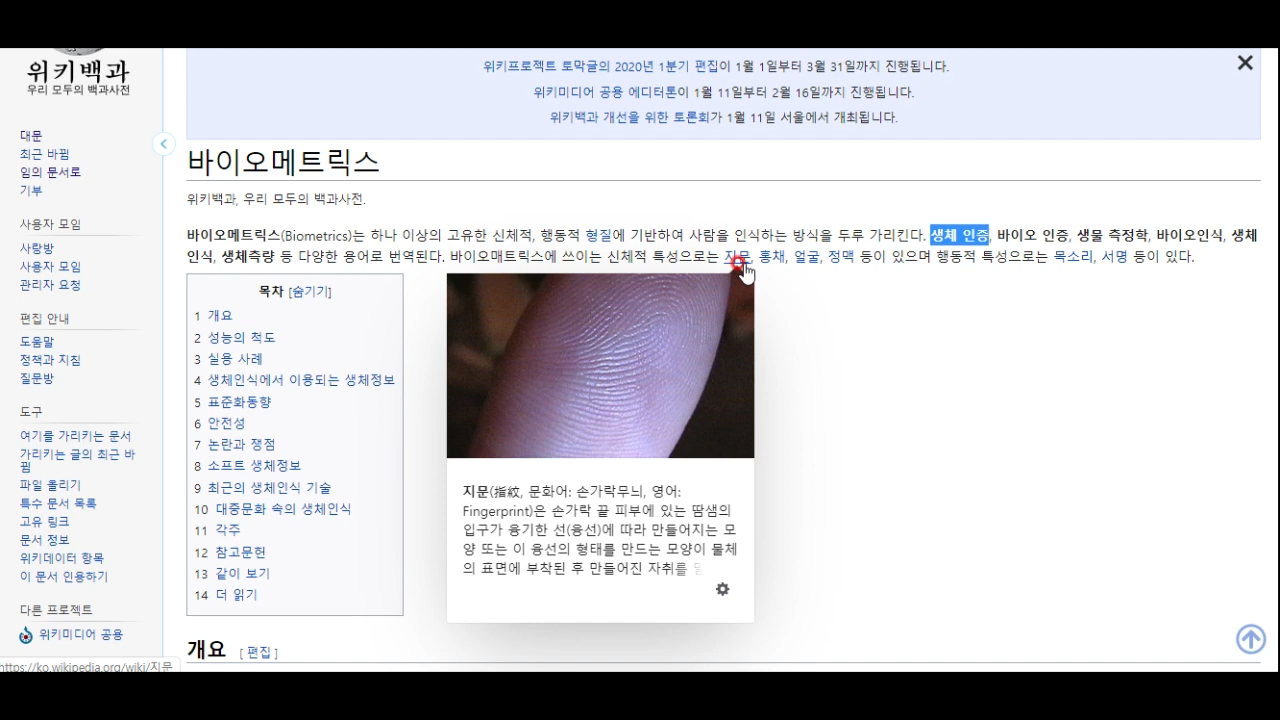 위키백과
우리 모두의 백과사전
대문
최근 바뀜
임의 문서로
기부
사용자 모임
사랑방
사용자 모임
관리자 요청
편집 안내
도움말
정책과 지침
질문방
도구
여기를 가리키는 문서
가리키는 글의 최근 바
뀜
파일 올리기
특수 문서 목록
고유 링크
문서 정보
위키데이터 항목
이 문서 인용하기
다른 프로젝트
위키미디어 공용
https://ko.wikipedia.org/wiki/지문
위키프로젝트 토막글의 2020년 1분기 편집이 1월 1일부터 3월 31일까지 진행됩니다.
위키미디어 공용 에디터톤이 1월 11일부터 2월 16일까지 진행됩니다.
위키백과 개선을 위한 토론회가 1월 11일 서울에서 개최됩니다.
바이오메트릭스
위키백과, 우리 모두의 백과사전.
바이오메트릭스(Biometrics)는 하나 이상의 고유한 신체적, 행동적 형질에 기반하여 사람을 인식하는 방식을 두루 가리킨다. 생체 인증, 바이오 인증, 생물 측정학, 바이오인식, 생체
인식, 생체측량 등 다양한 용어로 번역된다. 바이오매트릭스에 쓰이는 신체적 특성으로는 지문, 홍채, 얼굴, 정맥 등이 있으며 행동적 특성으로는 목소리, 서명 등이 있다.
목차 [숨기기]
1 개요
2 성능의 척도
3 실용 사례
4 생체인식에서 이용되는 생체정보
5 표준화동향
6 안전성
7 논란과 쟁점
8 소프트 생체정보
9 최근의 생체인식 기술
10 대중문화 속의 생체인식
11 각주
12 참고문헌
13 같이 보기
14 더 읽기
지문(指紋, 문화어: 손가락무늬, 영어:
Fingerprint)은 손가락 끝 피부에 있는 땀샘의
입구가 융기한 선(융선)에 따라 만들어지는 모
양 또는 이 융선의 형태를 만드는 모양이 물체
의 표면에 부착된 후 만들어진 자취를
개요 [편집]